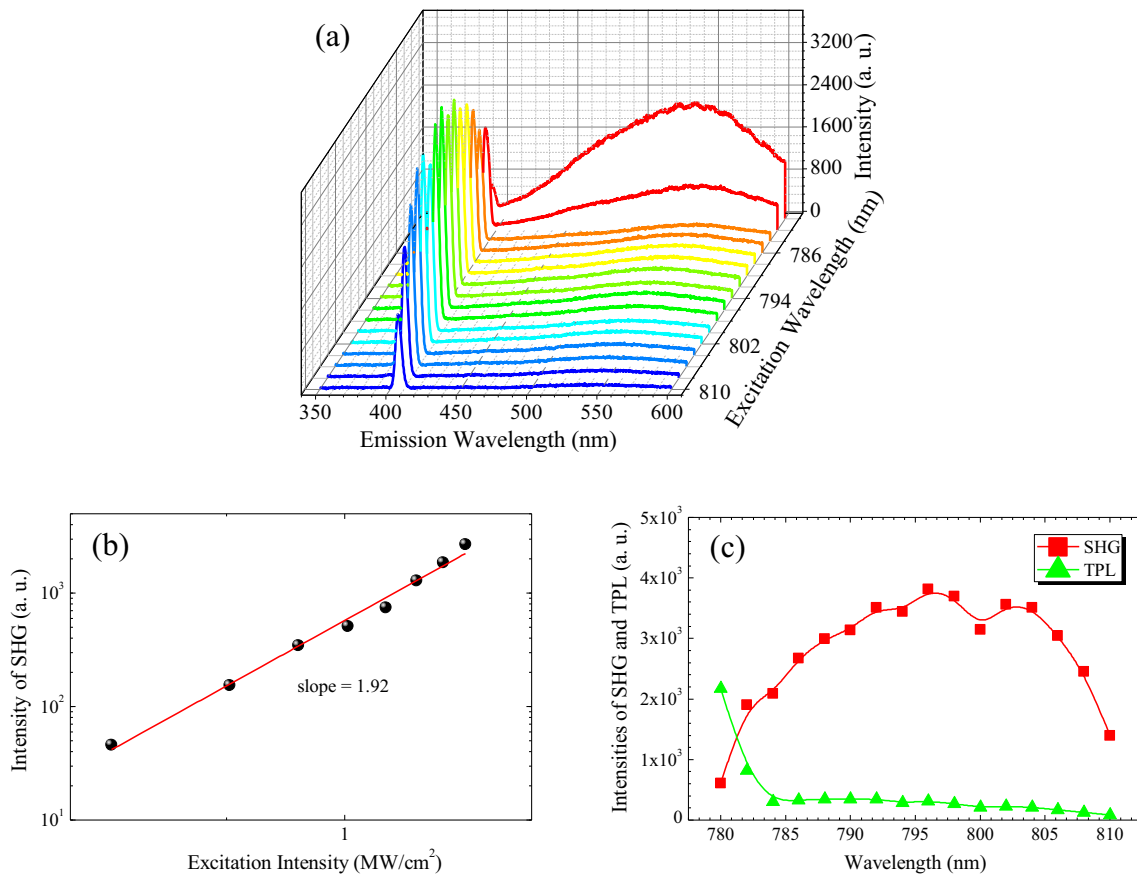 (a)
3200
2400
1600
800
0
Intensity (a. u.)
786
794
802
810
Excitation Wavelength (nm)
350 400 450 500 550 600
Emission Wavelength (nm)
(b)
10³
10²
10¹
Intensity of SHG (a. u.)
slope = 1.92
1
Excitation Intensity (MW/cm²)
(c)
SHG
TPL
5x10³
4x10³
3x10³
2x10³
1x10³
0
Intensities of SHG and TPL (a. u.)
780 785 790 795 800 805 810
Wavelength (nm)